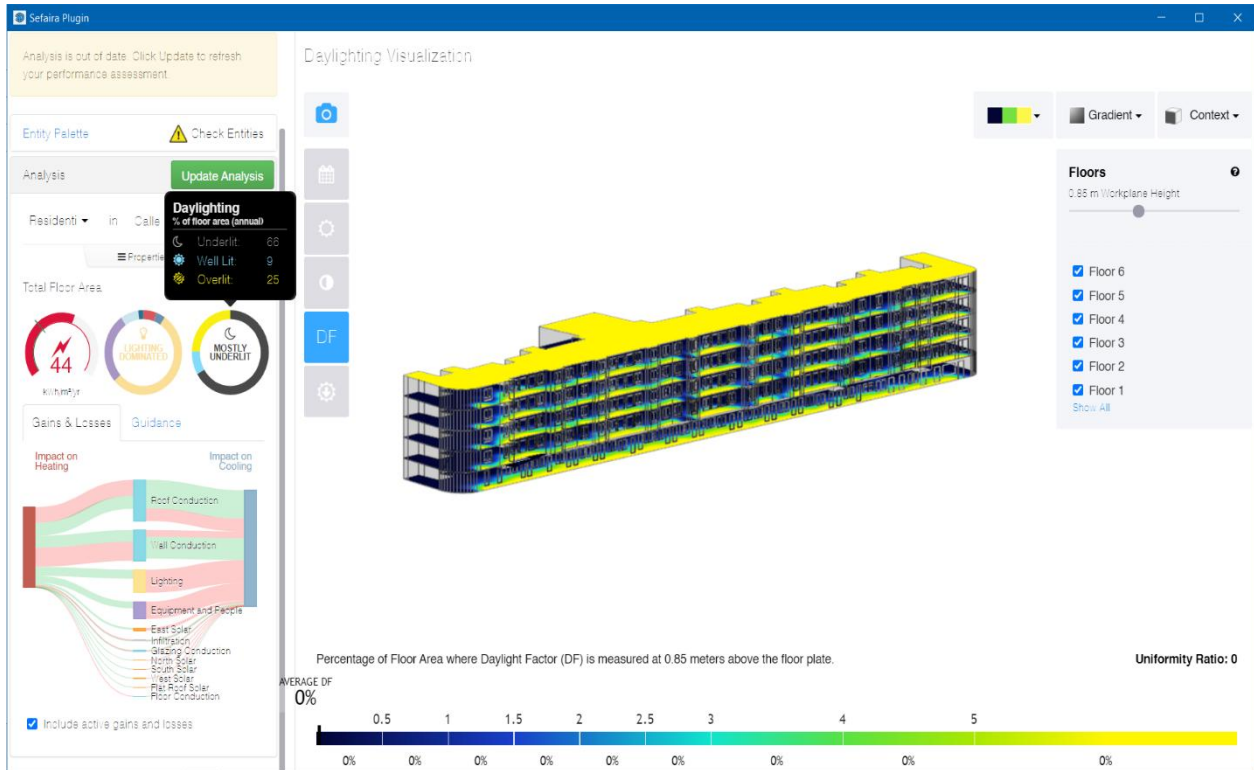 Sefaira Plugin
Analysis is out of date. Click Update to refresh
your performance assessment.
Entity Palette
Check Entities
Analysis
Update Analysis
Residenti
in
Calle
Daylighting
% of floor area (annual)
Underlit: 66
Well Lit: 9
Overlit: 25
Propertie
Total Floor Area
44
kWh/m²/yr
LIGHTING
DOMINATED
MOSTLY
UNDERLIT
Gains & Losses
Guidance
Impact on
Heating
Impact on
Cooling
Roof Conduction
Wall Conduction
Lighting
Equipment and People
East Solar
Infiltration
Glazing Conduction
North Solar
South Solar
West Solar
Flat Roof Solar
Floor Conduction
Include active gains and losses
Daylighting Visualization
DF
Gradient
Context
Floors
0.85 m Workplane Height
Floor 6
Floor 5
Floor 4
Floor 3
Floor 2
Floor 1
Show All
Percentage of Floor Area where Daylight Factor (DF) is measured at 0.85 meters above the floor plate.
Uniformity Ratio: 0
AVERAGE DF
0%
0.5 1 1.5 2 2.5 3 4 5
0% 0% 0% 0% 0% 0% 0% 0% 0%